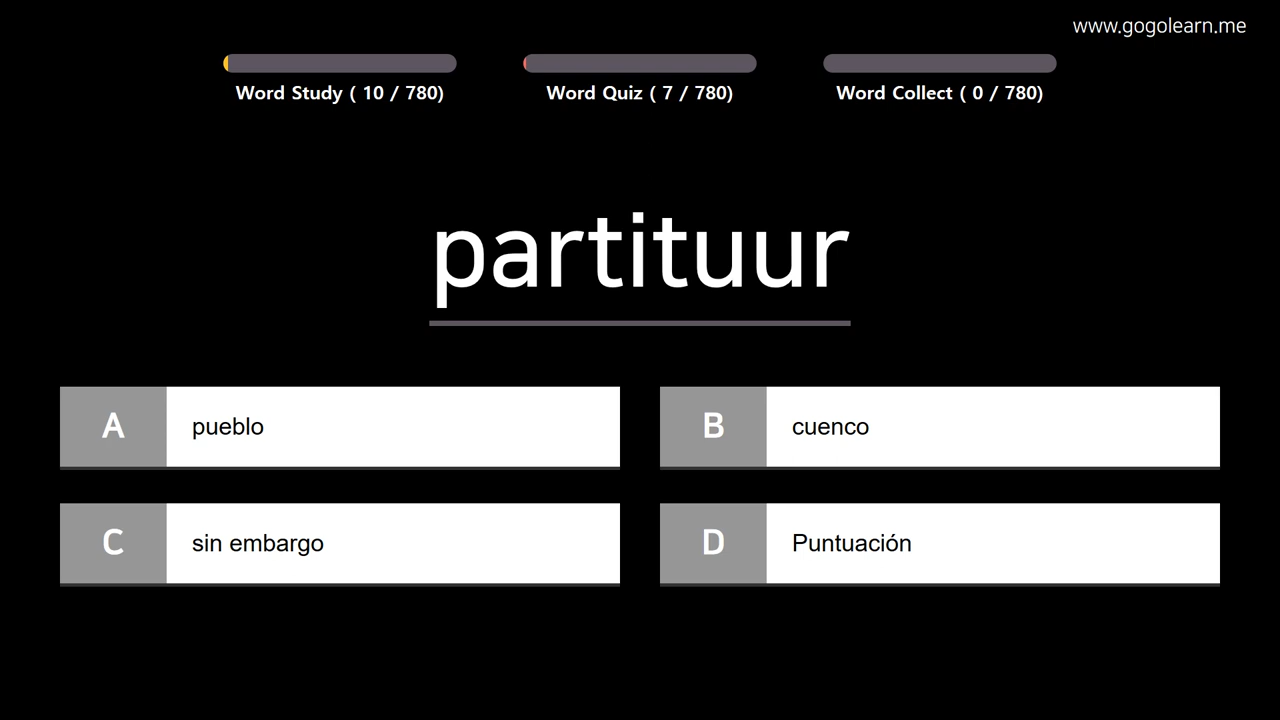 www.gogolearn.me
Word Study ( 10 / 780)
Word Quiz ( 7 / 780)
Word Collect ( 0 / 780)
partituur
A pueblo
B cuenco
C sin embargo
D Puntuación